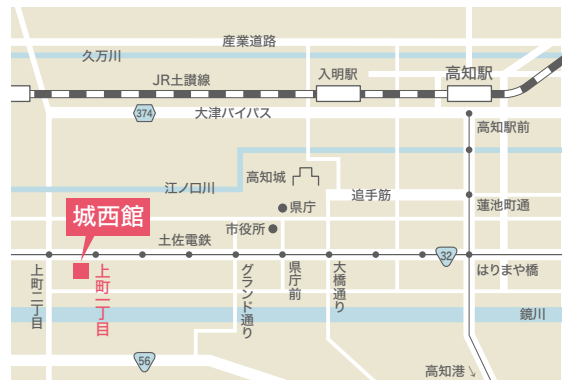 産業道路
久万川
JR土讃線
入明駅
高知駅
374
大津バイパス
高知駅前
高知城
江ノ口川
追手筋
県庁
蓮池町通
城西館
市役所
土佐電鉄
32
はりまや橋
上町二丁目
上町一丁目
グランド通り
県庁前
大橋通り
鏡川
56
高知港